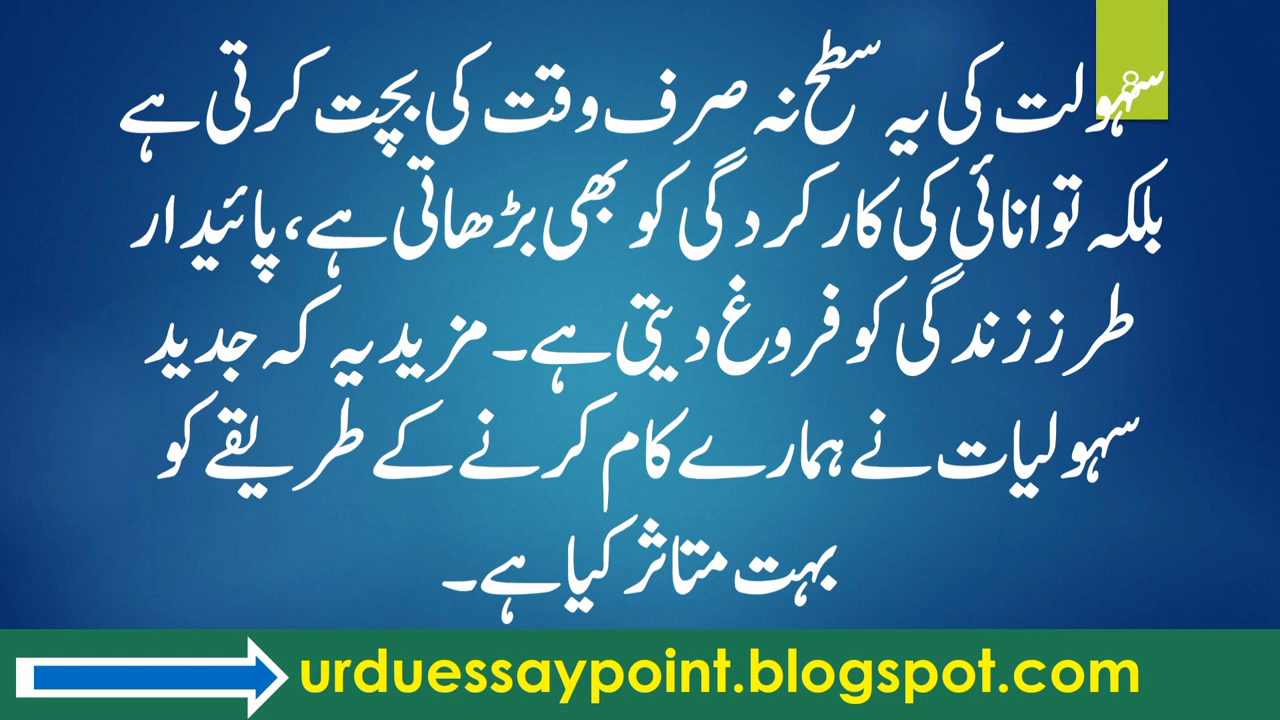 سہولت کی یہ سطح نہ صرف وقت کی بچت کرتی ہے
بلکہ توانائی کی کارکردگی کو بھی بڑھاتی ہے، پائیدار
طرز زندگی کو فروغ دیتی ہے۔ مزید یہ کہ جدید
سہولیات نے ہمارے کام کرنے کے طریقے کو
بہت متاثر کیا ہے۔
urduessaypoint.blogspot.com